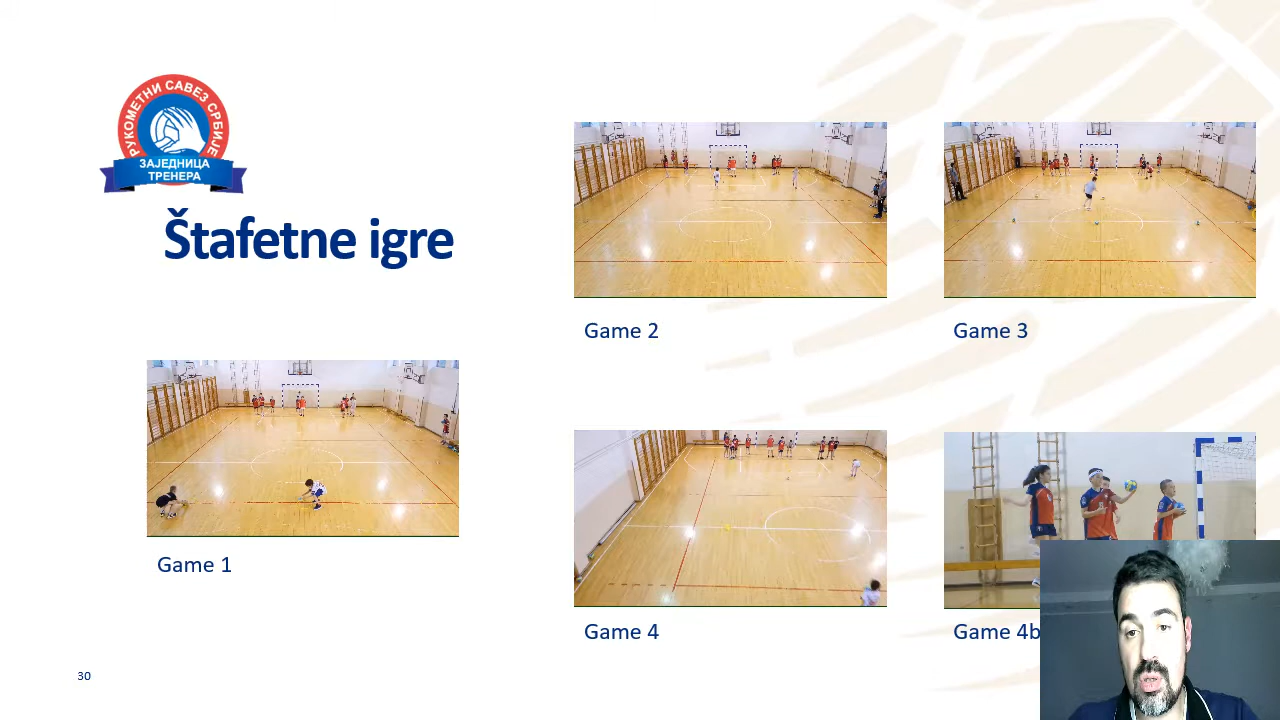 РУКОМЕТНИ САВЕЗ СРБИЈЕ
ЗАЈЕДНИЦА
ТРЕНЕРА
Štafetne igre
Game 2
Game 3
Game 1
Game 4
Game 4b
30